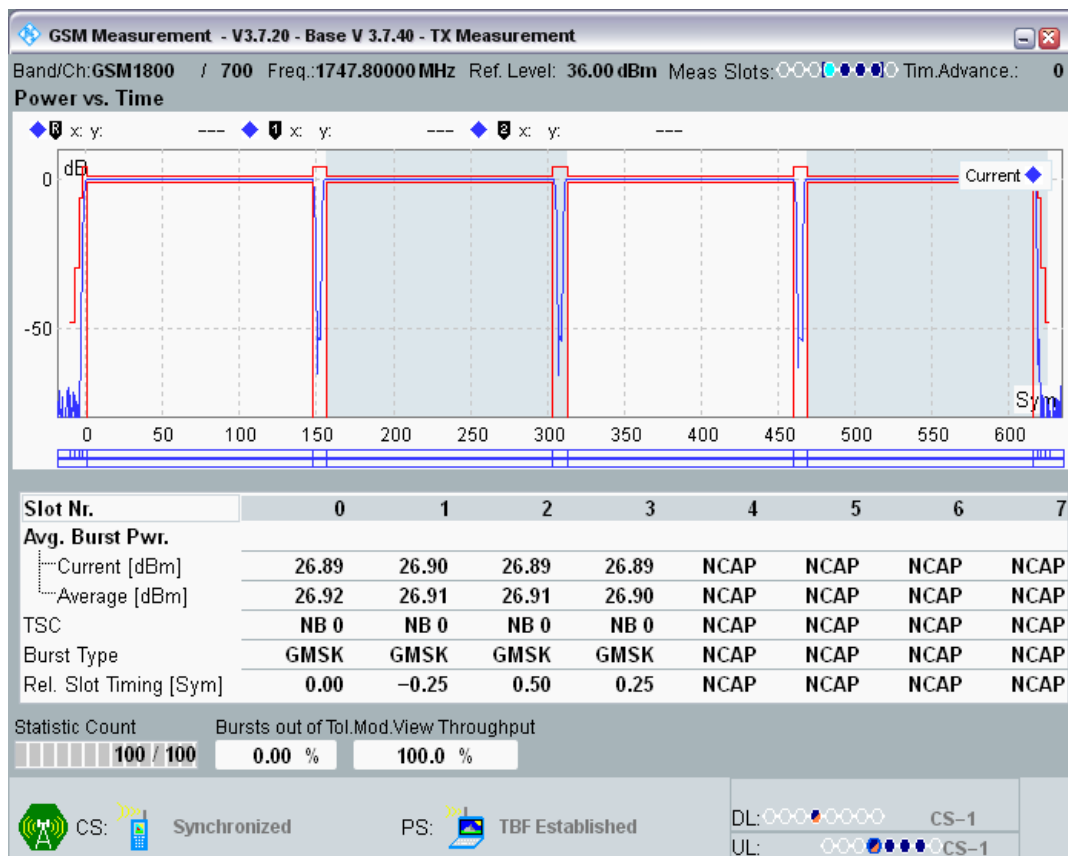 GSM Measurement - V3.7.20 - Base V 3.7.40 - TX Measurement
Band/Ch:GSM1800 / 700 Freq.:1747.80000 MHz Ref. Level: 36.00 dBm Meas Slots: Tim.Advance.: 0
Power vs. Time
R x: y: --- 1 x: y: --- 2 x: y: ---
dB
Current
0
-50
Sym
0 50 100 150 200 250 300 350 400 450 500 550 600
Slot Nr. 0 1 2 3 4 5 6 7
Avg. Burst Pwr.
Current [dBm] 26.89 26.90 26.89 26.89 NCAP NCAP NCAP NCAP
Average [dBm] 26.92 26.91 26.91 26.90 NCAP NCAP NCAP NCAP
TSC NB 0 NB 0 NB 0 NB 0 NCAP NCAP NCAP NCAP
Burst Type GMSK GMSK GMSK GMSK NCAP NCAP NCAP NCAP
Rel. Slot Timing [Sym] 0.00 −0.25 0.50 0.25 NCAP NCAP NCAP NCAP
Statistic Count Bursts out of Tol.Mod.View Throughput
100 / 100 0.00 % 100.0 %
CS: Synchronized PS: TBF Established
DL: CS−1
UL: CS−1